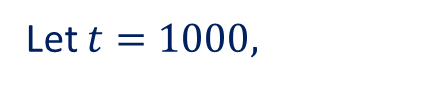 Let t = 1000,